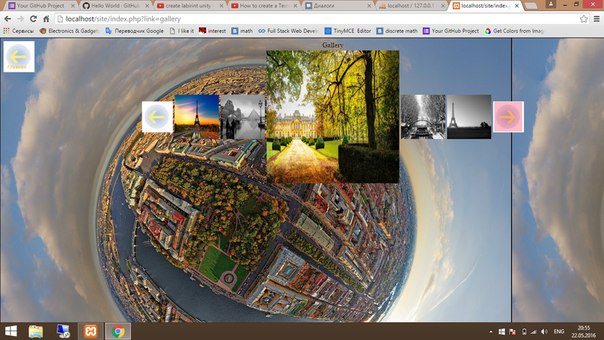 Your GitHub Project
Hello World · GitHub G
create labirint unity
How to create a Tem
Диалоги
localhost / 127.0.0.1
localhost/site/index.p
localhost/site/index.php?link=gallery
Сервисы
Electronics & Gadget
Переводчик Google
I like it
interest
math
Full Stack Web Devel
TinyMCE Editor
discrete math
Your GitHub Project
Get Colors from Imag
Gallery
ENG
20:55
22.05.2016